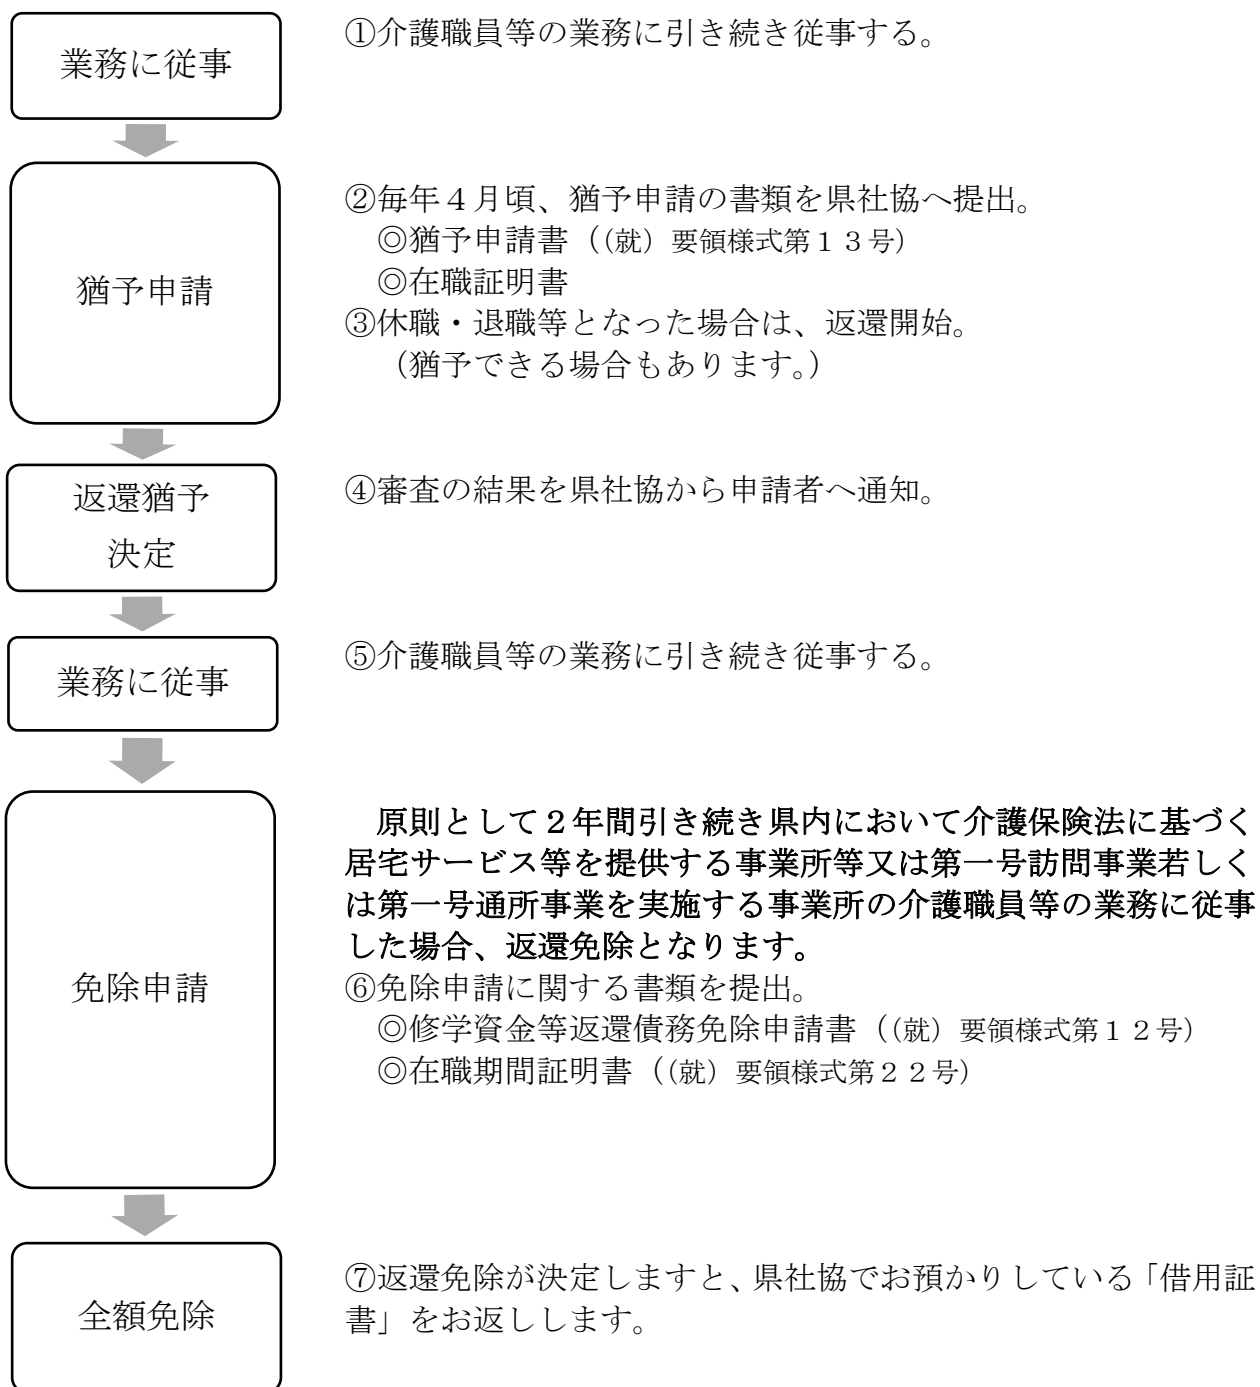 業務に従事
①介護職員等の業務に引き続き従事する。
猶予申請
②毎年４月頃、猶予申請の書類を県社協へ提出。
◎猶予申請書（(就）要領様式第１３号）
◎在職証明書
③休職・退職等となった場合は、返還開始。
（猶予できる場合もあります。）
返還猶予
決定
④審査の結果を県社協から申請者へ通知。
業務に従事
⑤介護職員等の業務に引き続き従事する。
免除申請
原則として２年間引き続き県内において介護保険法に基づく
居宅サービス等を提供する事業所等又は第一号訪問事業若しく
は第一号通所事業を実施する事業所の介護職員等の業務に従事
した場合、返還免除となります。
⑥免除申請に関する書類を提出。
◎修学資金等返還債務免除申請書（(就）要領様式第１２号）
◎在職期間証明書（(就）要領様式第２２号）
全額免除
⑦返還免除が決定しますと、県社協でお預かりしている「借用証
書」をお返しします。